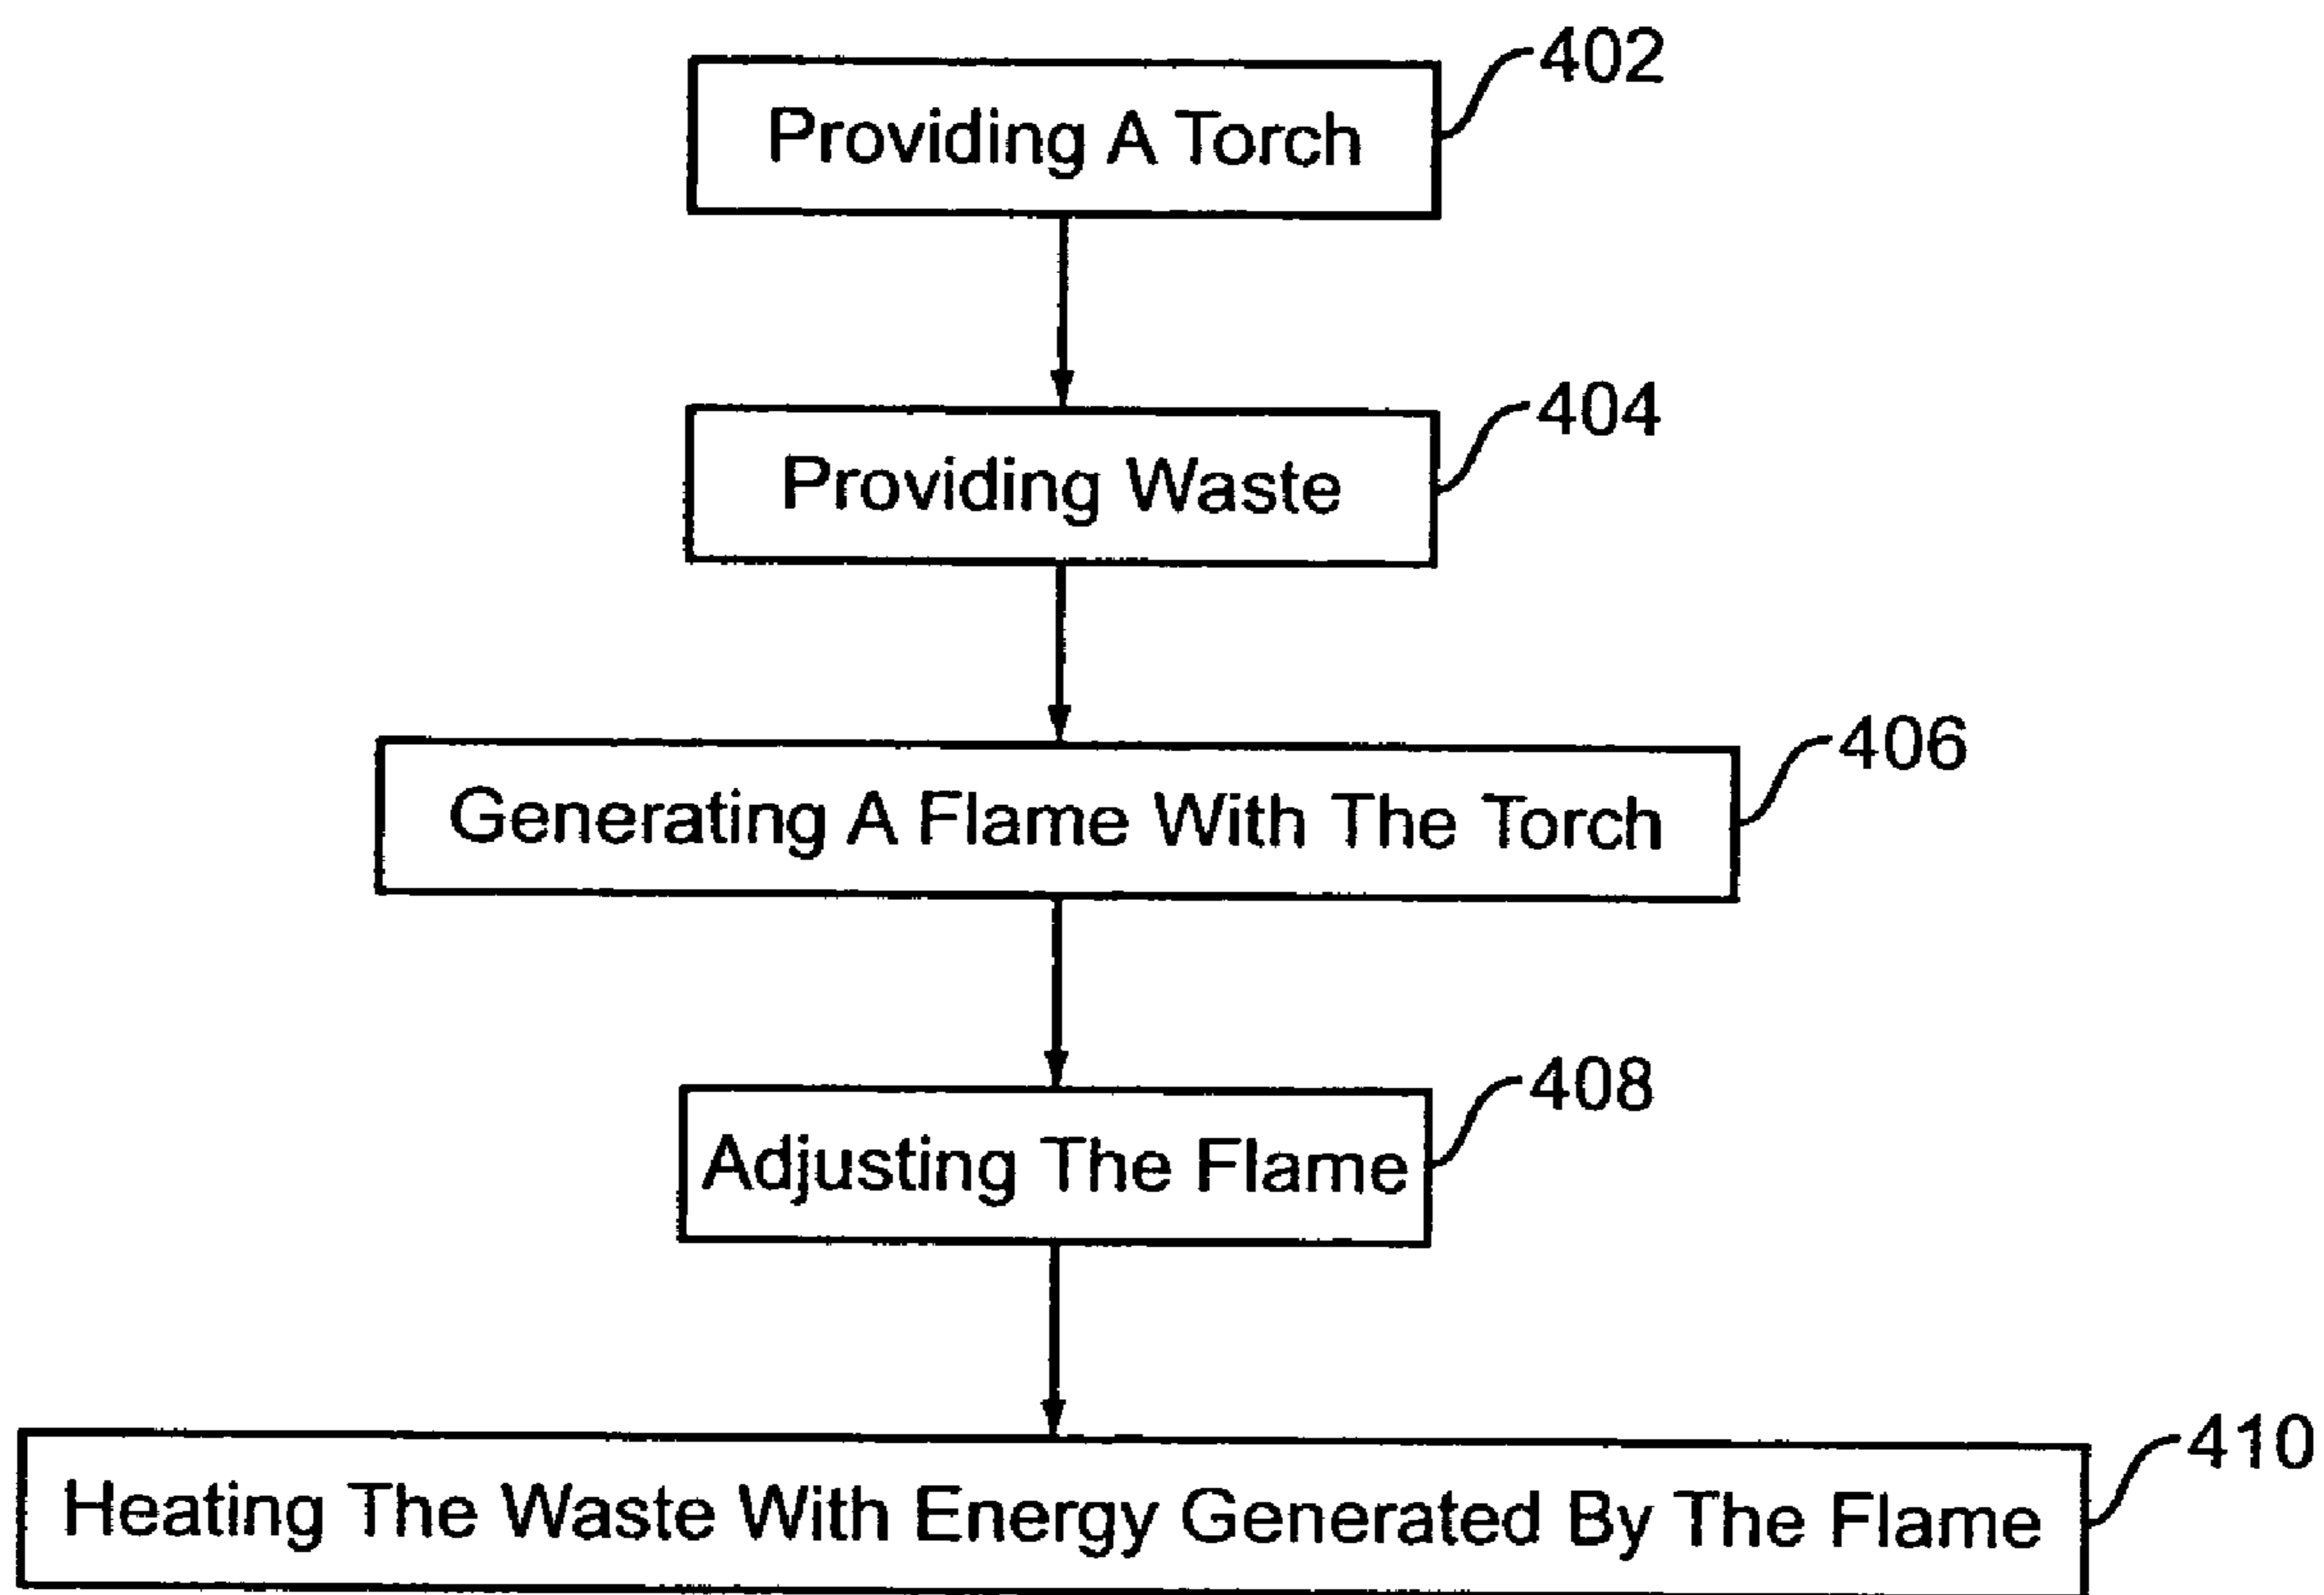 402
Providing A Torch
404
Providing Waste
406
Generating A Flame With The Torch
408
Adjusting The Flame
410
Heating The Waste With Energy Generated By The Flame